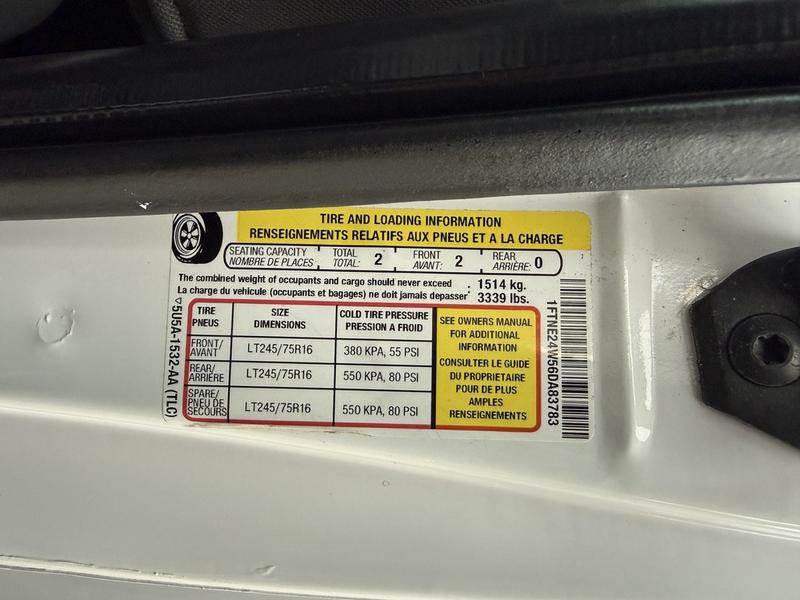 TIRE AND LOADING INFORMATION
RENSEIGNEMENTS RELATIFS AUX PNEUS ET A LA CHARGE
SEATING CAPACITY
NOMBRE DE PLACES
TOTAL
TOTAL: 2
FRONT
AVANT: 2
REAR
ARRIÈRE: 0
The combined weight of occupants and cargo should never exceed : 1514 kg.
La charge du vehicule (occupants et bagages) ne doit jamais depasser : 3339 lbs.
TIRE
PNEUS
SIZE
DIMENSIONS
COLD TIRE PRESSURE
PRESSION A FROID
FRONT/
AVANT
LT245/75R16
380 KPA, 55 PSI
REAR/
ARRIÈRE
LT245/75R16
550 KPA, 80 PSI
SPARE/
PNEU DE
SECOURS
LT245/75R16
550 KPA, 80 PSI
SEE OWNERS MANUAL
FOR ADDITIONAL
INFORMATION
CONSULTER LE GUIDE
DU PROPRIETAIRE
POUR DE PLUS
AMPLES
RENSEIGNEMENTS
5U5A-1532-AA (TLC)
1FTNE24W56DA83783